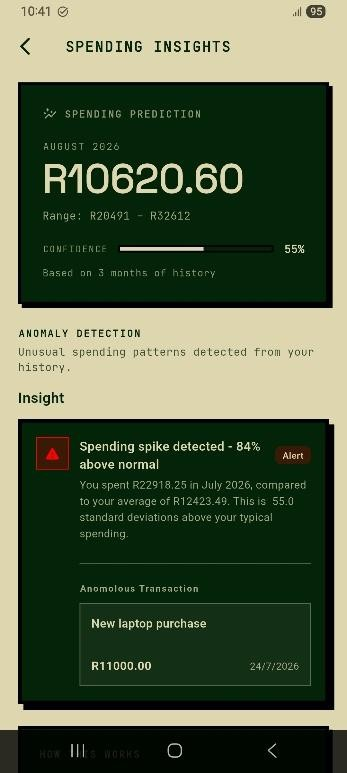 10:41
95
SPENDING INSIGHTS
SPENDING PREDICTION
AUGUST 2026
R10620.60
Range: R20491 – R32612
CONFIDENCE 55%
Based on 3 months of history
ANOMALY DETECTION
Unusual spending patterns detected from your
history.
Insight
Spending spike detected - 84%
above normal
Alert
You spent R22918.25 in July 2026, compared
to your average of R12423.49. This is 55.0
standard deviations above your typical
spending.
Anomolous Transaction
New laptop purchase
R11000.00 24/7/2026
HOW THIS WORKS